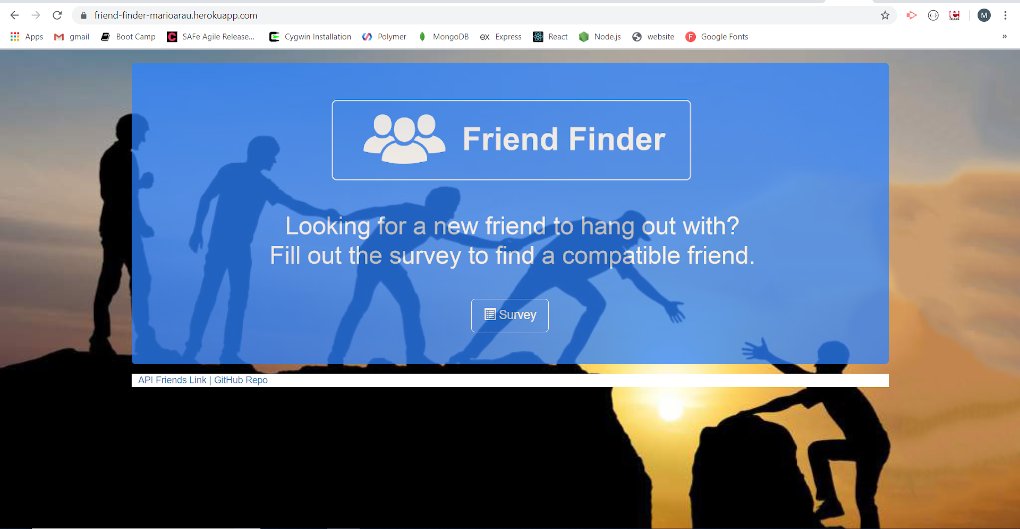 friend-finder-marioarau.herokuapp.com
M
Apps
gmail
Boot Camp
SAFe Agile Release...
Cygwin Installation
Polymer
MongoDB
ex Express
React
Node.js
website
F Google Fonts
»
Friend Finder
Looking for a new friend to hang out with?
Fill out the survey to find a compatible friend.
Survey
API Friends Link | GitHub Repo